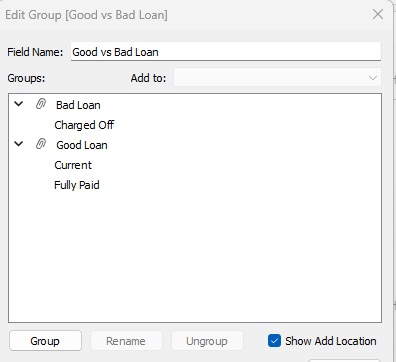 Edit Group [Good vs Bad Loan]
Field Name: Good vs Bad Loan
Groups: Add to:
Bad Loan
Charged Off
Good Loan
Current
Fully Paid
Group Rename Ungroup Show Add Location